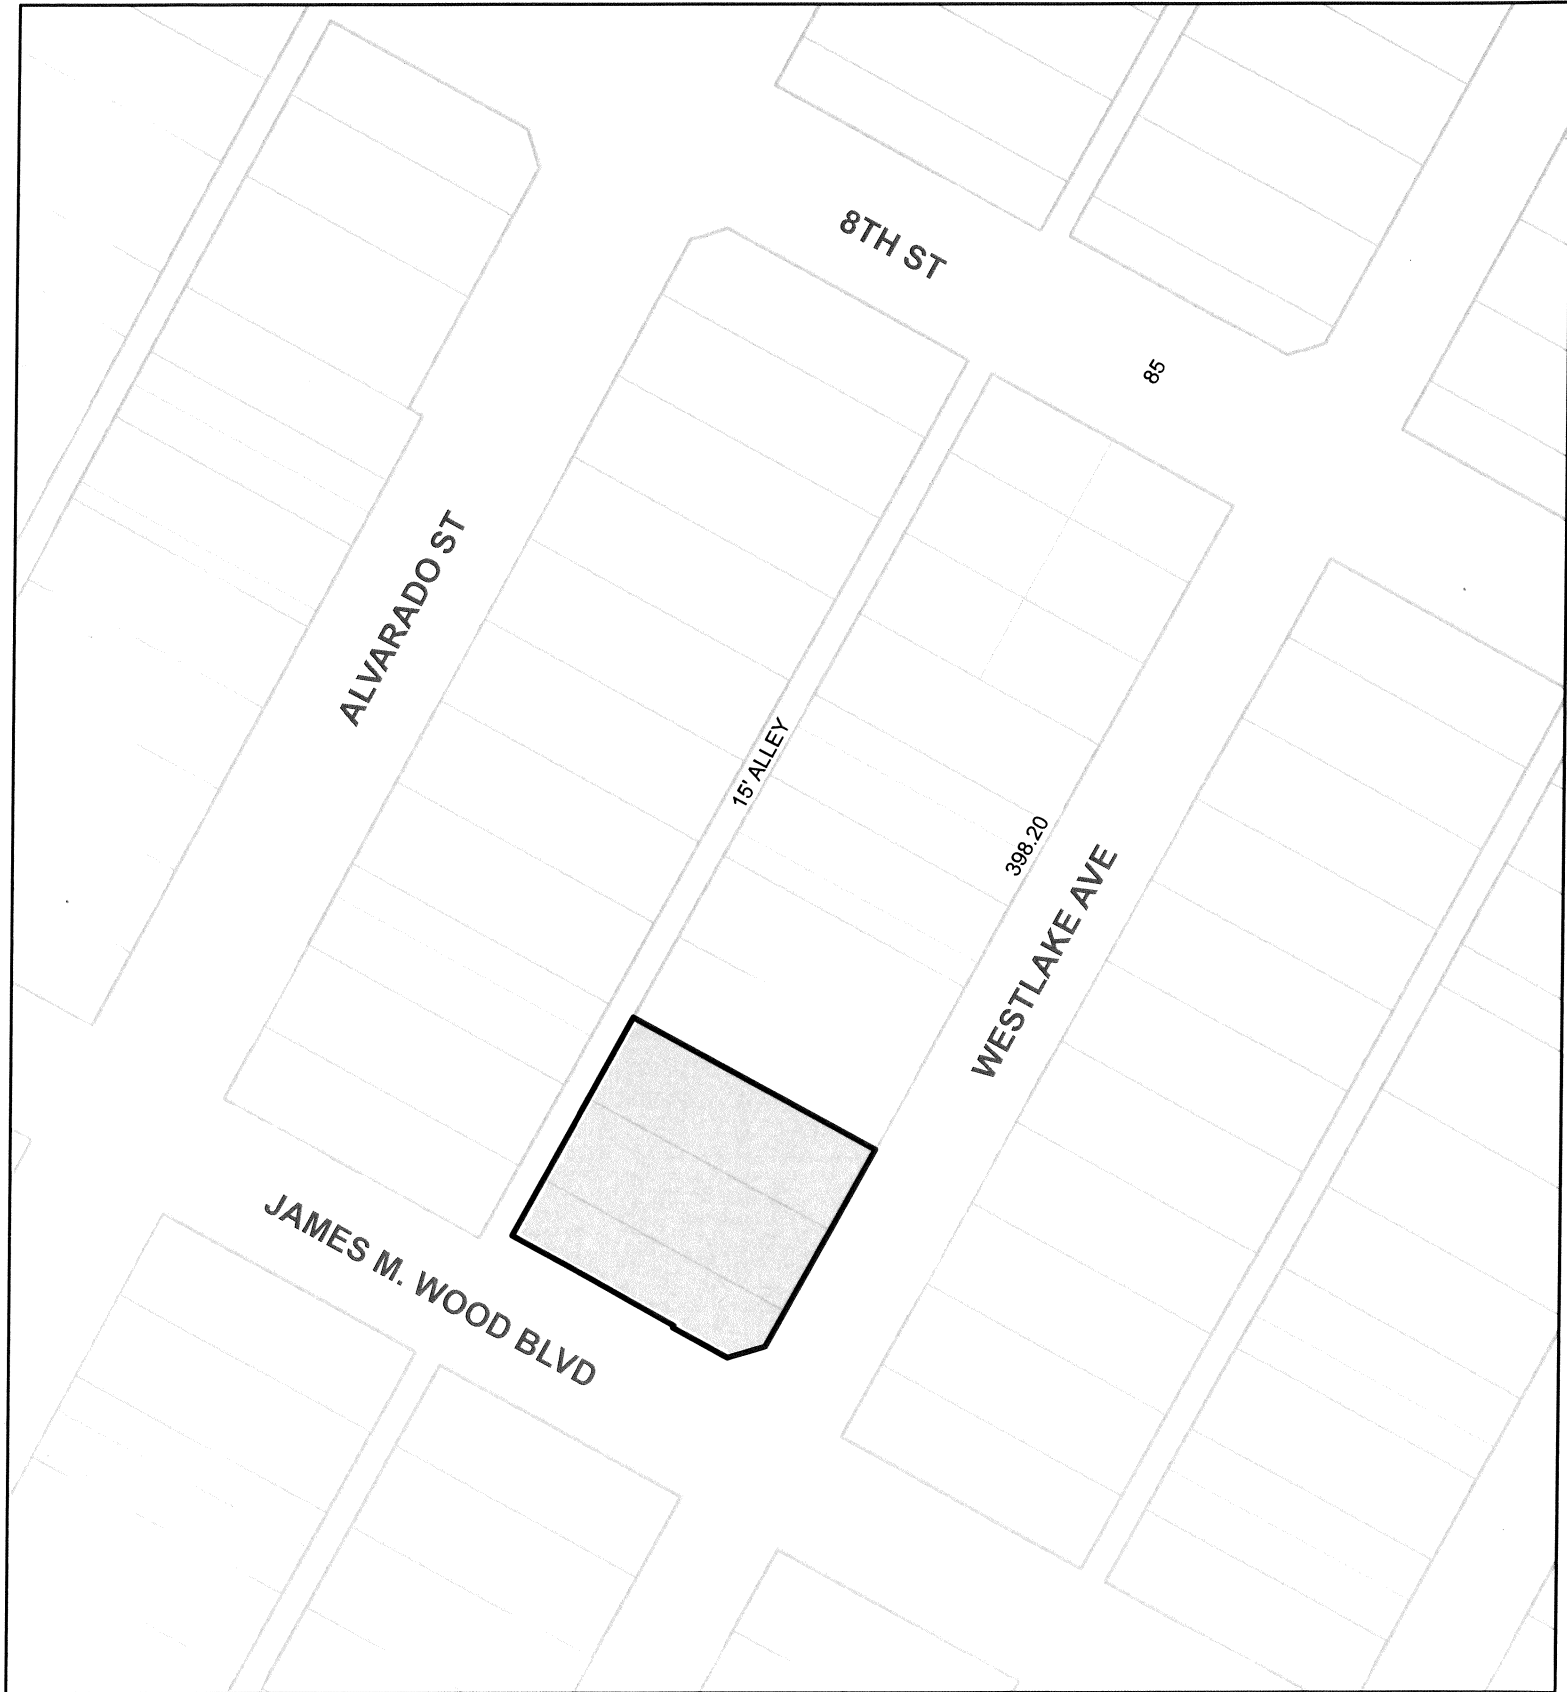 8TH ST
85
ALVARADO ST
15' ALLEY
398.20
WESTLAKE AVE
JAMES M. WOOD BLVD